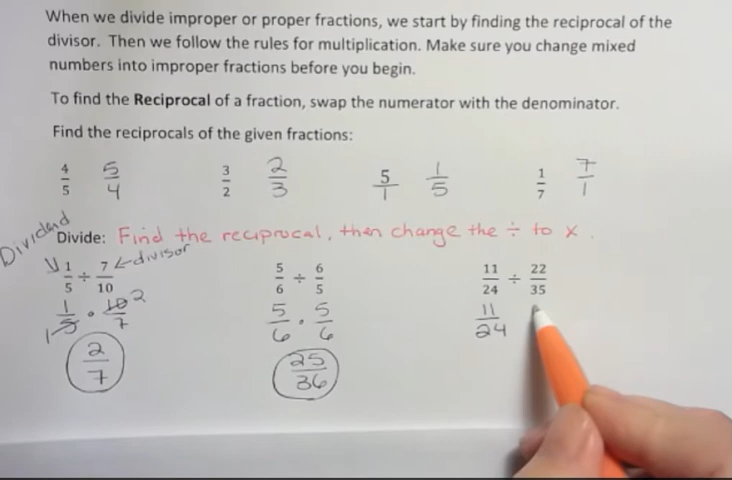 When we divide improper or proper fractions, we start by finding the reciprocal of the
divisor. Then we follow the rules for multiplication. Make sure you change mixed
numbers into improper fractions before you begin.
To find the Reciprocal of a fraction, swap the numerator with the denominator.
Find the reciprocals of the given fractions:
4/5 5/4 3/2 2/3 5/1 1/5 1/7 7/1
Dividend
Divide: Find the reciprocal, then change the ÷ to x.
1/5 ÷ 7/10 ← divisor 5/6 ÷ 6/5 11/24 ÷ 22/35
1/5 · 10/7 2 5/6 · 5/6 11/24
1
2/7 25/36